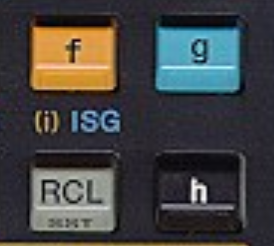 f g
(i) ISG
RCL h